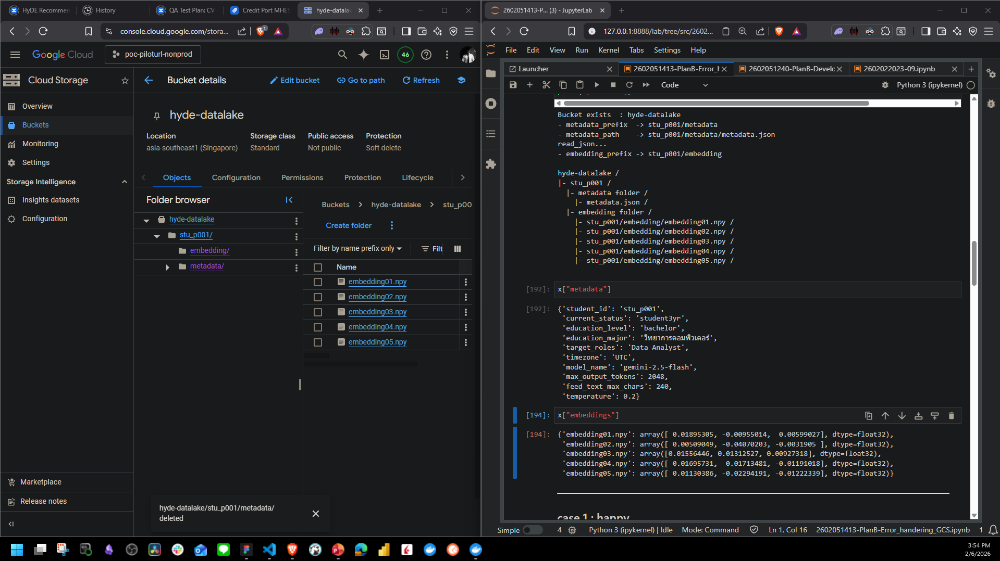 HyDE Recommen
History
QA Test Plan: CV
Credit Port MHES
hyde-datalak
console.cloud.google.com/stora...
1
Google Cloud
poc-piloturl-nonprod
46
Cloud Storage
Bucket details
Edit bucket
Go to path
Refresh
Overview
Buckets
Monitoring
Settings
Storage Intelligence
Insights datasets
Configuration
Marketplace
Release notes
hyde-datalake
Location
Storage class
Public access
Protection
asia-southeast1 (Singapore)
Standard
Not public
Soft delete
Objects
Configuration
Permissions
Protection
Lifecycle
Folder browser
hyde-datalake
stu_p001/
embedding/
metadata/
Buckets
hyde-datalake
stu_p00
Create folder
Filter by name prefix only
Filt
Name
embedding01.npy
embedding02.npy
embedding03.npy
embedding04.npy
embedding05.npy
hyde-datalake/stu_p001/metadata/
deleted
2602051413-P... (3) - JupyterLab
127.0.0.1:8888/lab/tree/src/2602...
File
Edit
View
Run
Kernel
Tabs
Settings
Help
Launcher
2602051413-PlanB-Error_h
2602051240-PlanB-Develc
2602022023-09.ipynb
Code
Python 3 (ipykernel)
Bucket exists  : hyde-datalake
- metadata_prefix  -> stu_p001/metadata
- metadata_path    -> stu_p001/metadata/metadata.json
read_json...
- embedding_prefix -> stu_p001/embedding
hyde-datalake /
|- stu_p001 /
|- metadata folder /
|- metadata.json /
|- embedding folder /
|- stu_p001/embedding/embedding01.npy /
|- stu_p001/embedding/embedding02.npy /
|- stu_p001/embedding/embedding03.npy /
|- stu_p001/embedding/embedding04.npy /
|- stu_p001/embedding/embedding05.npy /
[192]:
x["metadata"]
[192]:
{'student_id': 'stu_p001',
'current_status': 'student3yr',
'education_level': 'bachelor',
'education_major': 'วิทยาการคอมพิวเตอร์',
'target_roles': 'Data Analyst',
'timezone': 'UTC',
'model_name': 'gemini-2.5-flash',
'max_output_tokens': 2048,
'feed_text_max_chars': 240,
'temperature': 0.2}
[194]:
x["embeddings"]
[194]:
{'embedding01.npy': array([ 0.01895305, -0.00955014,  0.00599027], dtype=float32),
'embedding02.npy': array([ 0.00509049, -0.04070203, -0.0031905 ], dtype=float32),
'embedding03.npy': array([0.01556446, 0.01312527, 0.00927318], dtype=float32),
'embedding04.npy': array([ 0.01695731,  0.01713481, -0.01191018], dtype=float32),
'embedding05.npy': array([ 0.01130386, -0.02294191, -0.01222339], dtype=float32)}
case 1 : happy
Simple
4
Python 3 (ipykernel) | Idle
Mode: Command
Ln 1, Col 16
2602051413-PlanB-Error_handering_GCS.ipynb
1
3:54 PM
2/6/2026